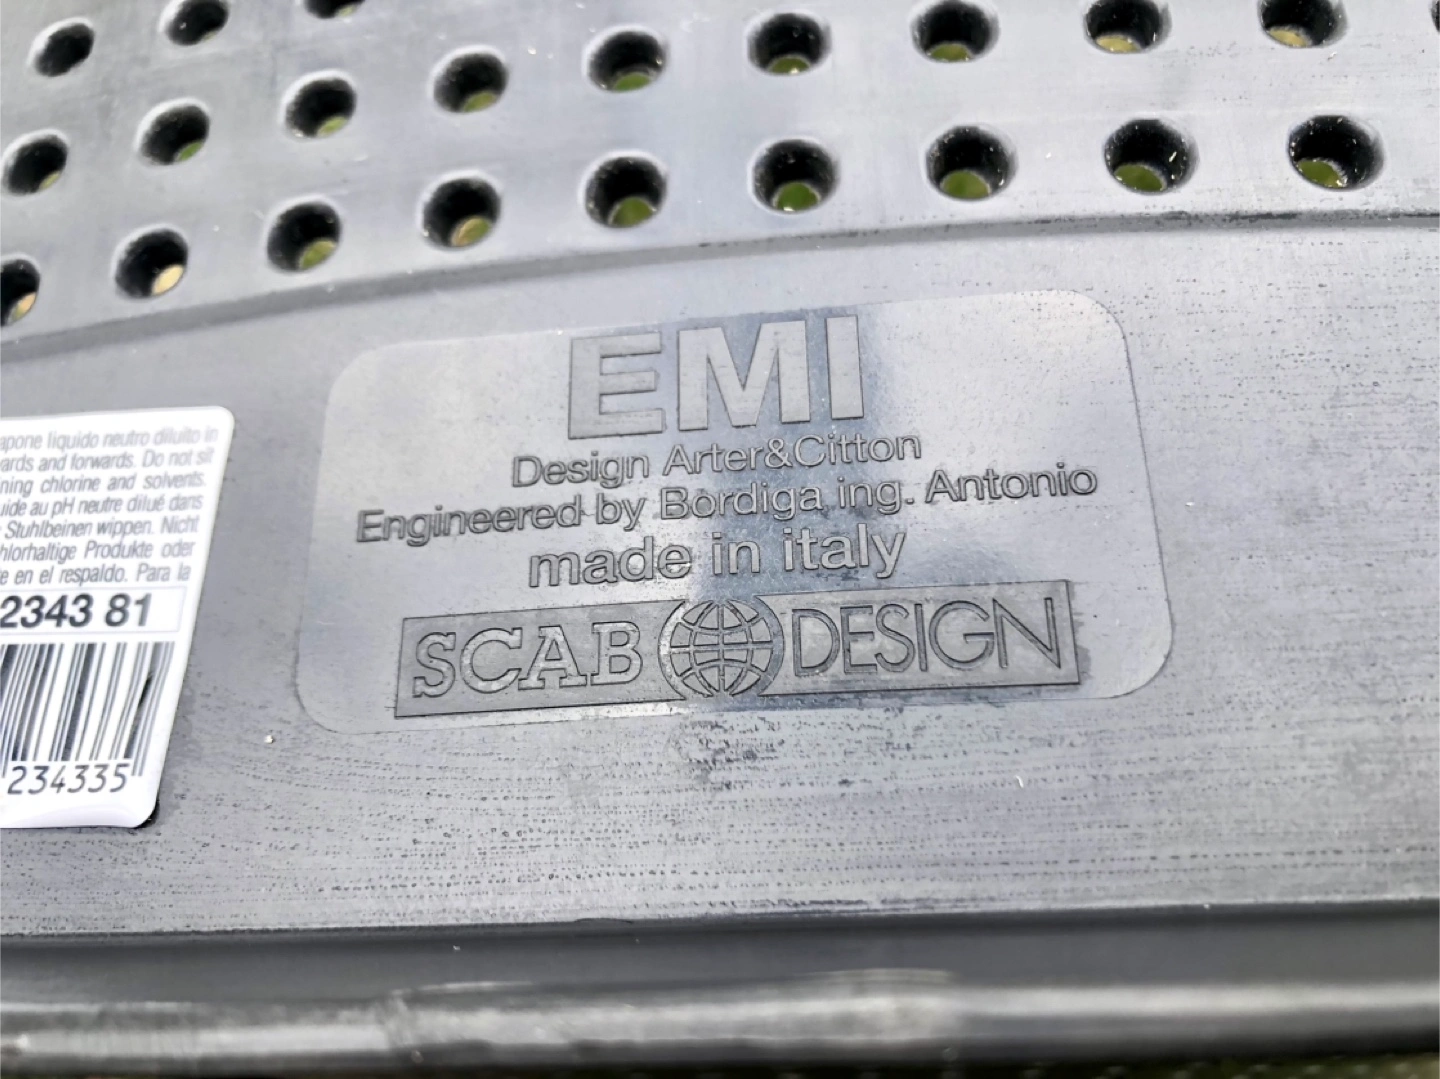 EMI
Design Arter&Citton
Engineered by Bordiga ing. Antonio
made in italy
SCAB DESIGN
apone liquido neutro diluito in
ards and forwards. Do not sit
ning chlorine and solvents.
uide au pH neutre dilué dans
Stuhlbeinen wippen. Nicht
hlorhaltige Produkte oder
e en el respaldo. Para la
2343 81
234335